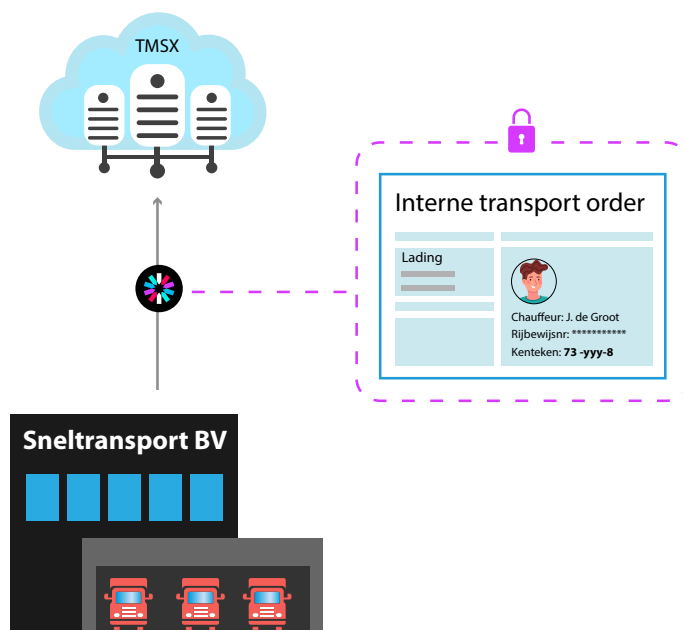 TMSX
Interne transport order
Lading
Chauffeur: J. de Groot
Rijbewijsnr: ***********
Kenteken: 73 -yyy-8
Sneltransport BV